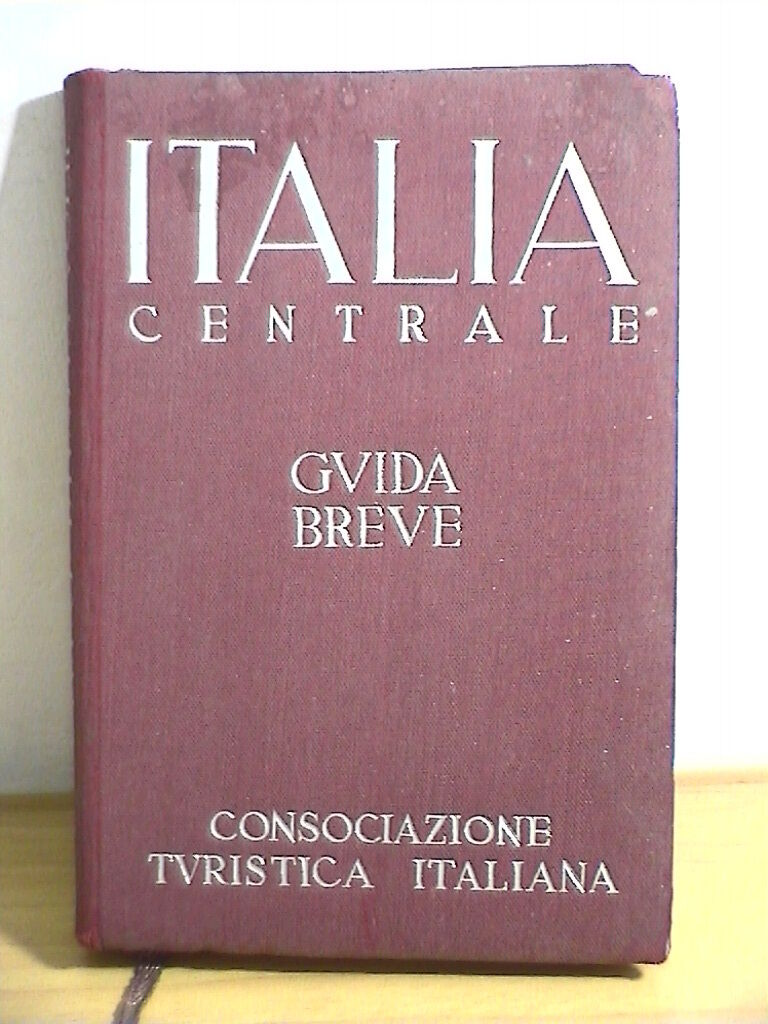 ITALIA
CENTRALE
GVIDA
BREVE
CONSOCIAZIONE
TVRISTICA ITALIANA